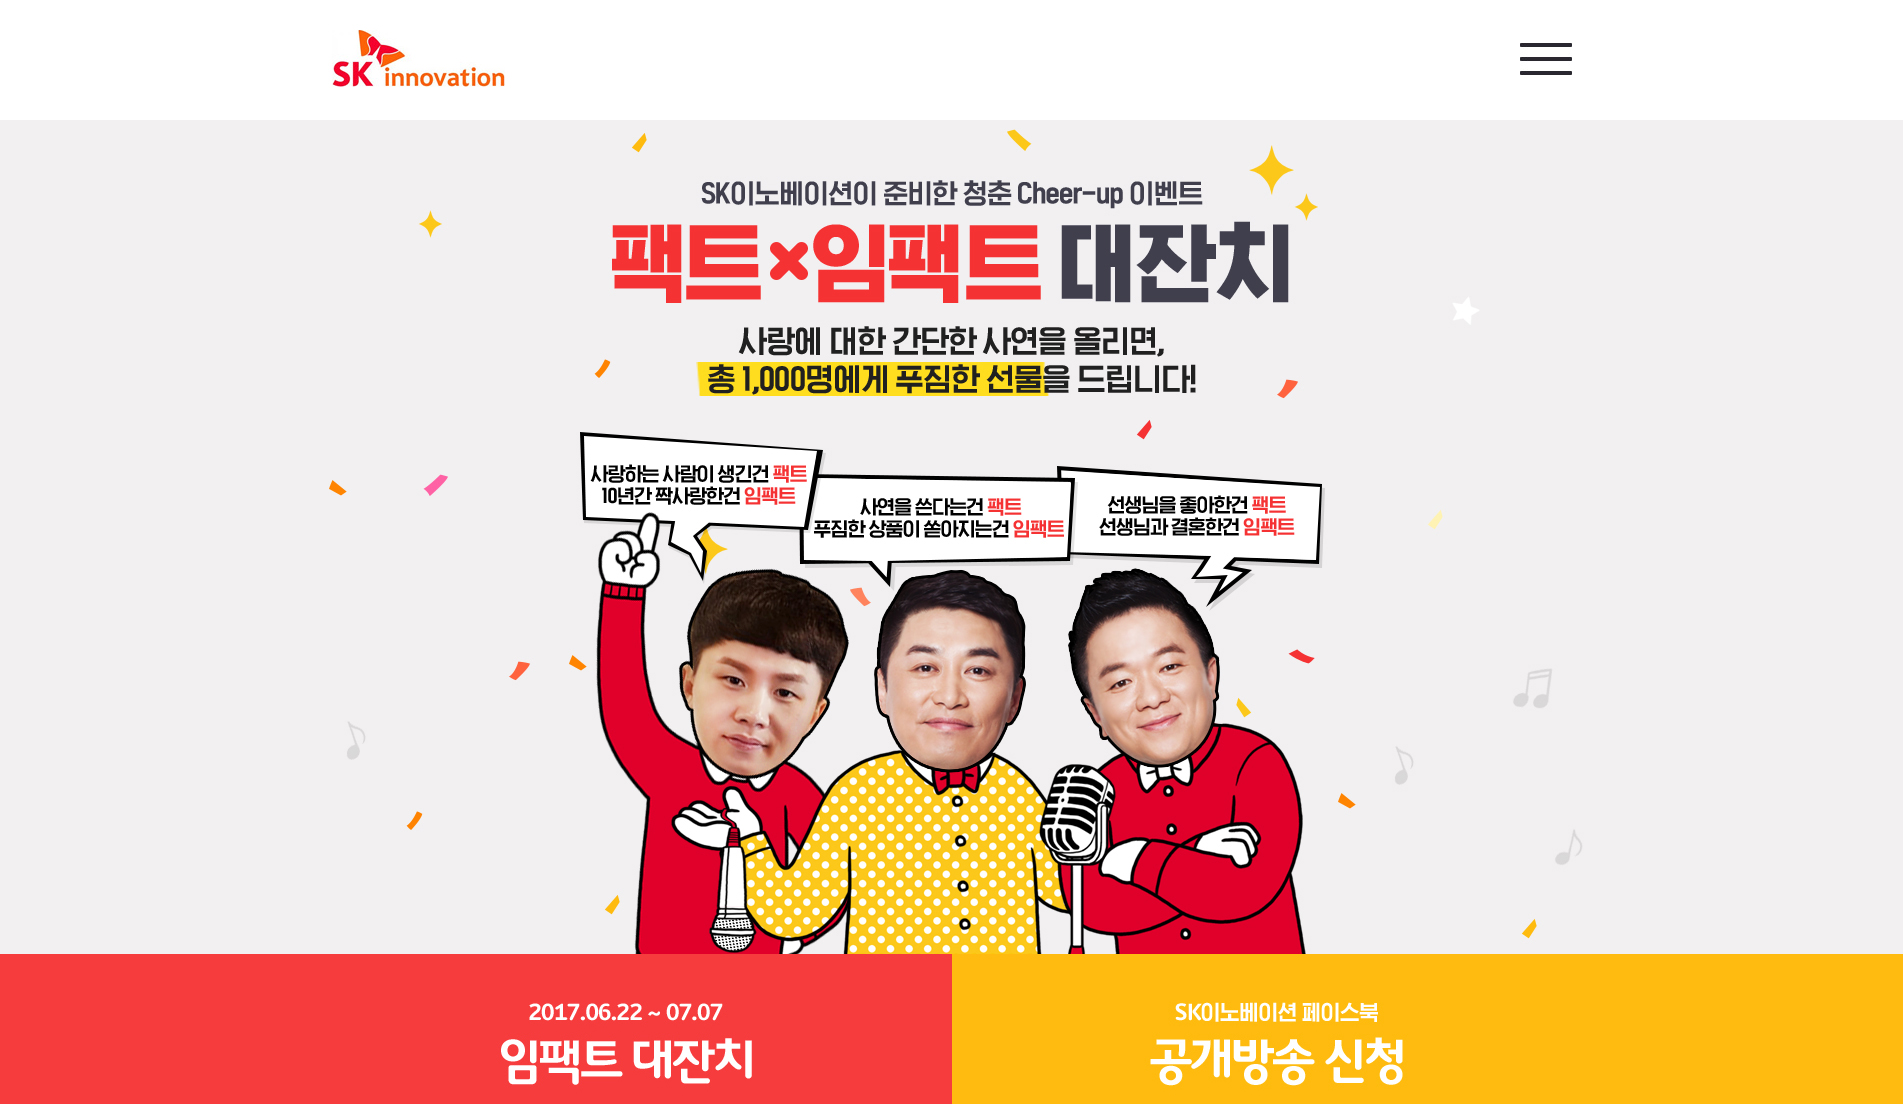 SK innovation
SK이노베이션이 준비한 청춘 Cheer-up 이벤트
팩트×임팩트 대잔치
사랑에 대한 간단한 사연을 올리면,
총 1,000명에게 푸짐한 선물을 드립니다!
사랑하는 사람이 생긴건 팩트
10년간 짝사랑한건 임팩트
사연을 쓴다는건 팩트
푸짐한 상품이 쏟아지는건 임팩트
선생님을 좋아한건 팩트
선생님과 결혼한건 임팩트
2017.06.22 ~ 07.07
임팩트 대잔치
SK이노베이션 페이스북
공개방송 신청